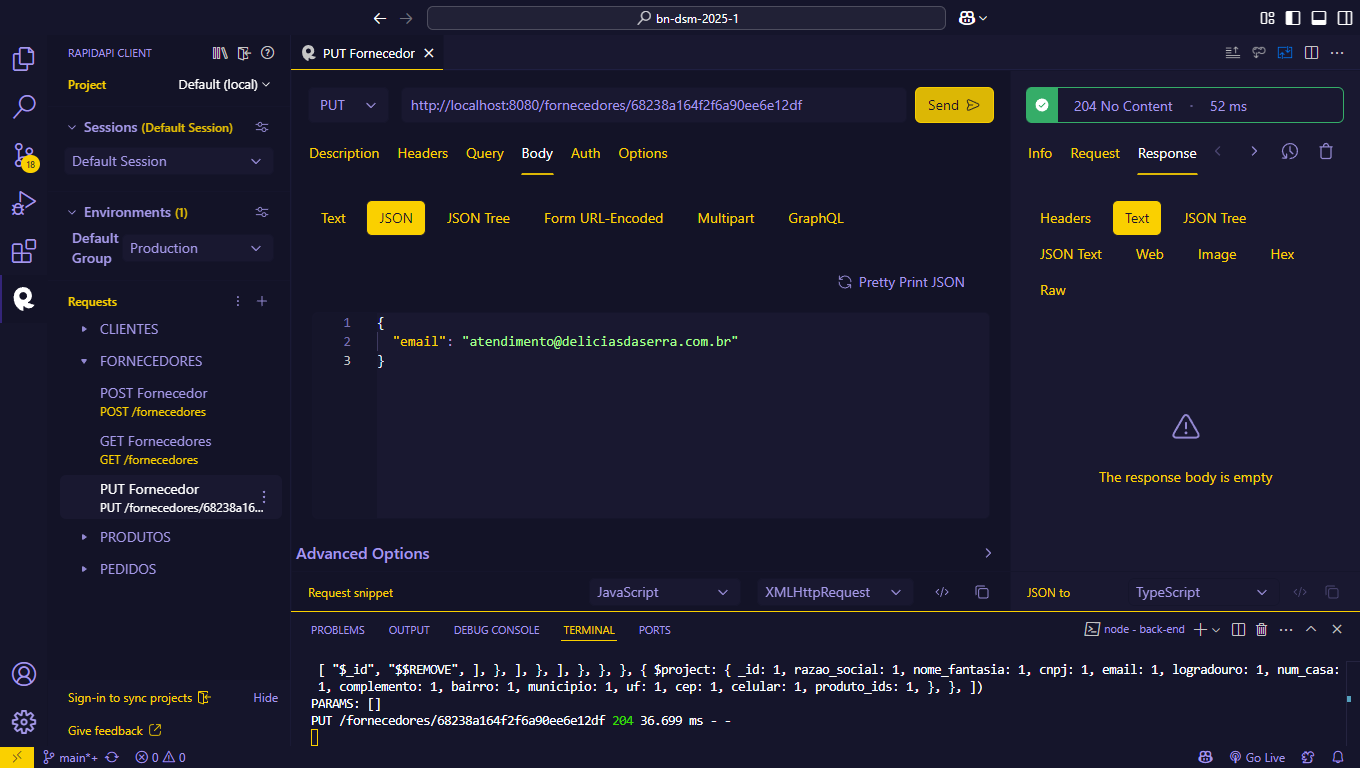 bn-dsm-2025-1
RAPIDAPI CLIENT
Project
Default (local)
Sessions (Default Session)
Default Session
Environments (1)
Default Group
Production
Requests
CLIENTES
FORNECEDORES
POST Fornecedor
POST /fornecedores
GET Fornecedores
GET /fornecedores
PUT Fornecedor
PUT /fornecedores/68238a16...
PRODUTOS
PEDIDOS
Sign-in to sync projects
Hide
Give feedback
18
PUT Fornecedor
PUT
http://localhost:8080/fornecedores/68238a164f2f6a90ee6e12df
Send
Description Headers Query Body Auth Options
Text JSON JSON Tree Form URL-Encoded Multipart GraphQL
Pretty Print JSON
1 {
2 "email": "atendimento@deliciasdaserra.com.br"
3 }
Advanced Options
Request snippet JavaScript XMLHttpRequest </>
204 No Content · 52 ms
Info Request Response
Headers Text JSON Tree
JSON Text Web Image Hex
Raw
The response body is empty
JSON to TypeScript </>
PROBLEMS OUTPUT DEBUG CONSOLE TERMINAL PORTS
node - back-end
[ "$_id", "$$REMOVE", ], }, ], }, ], }, }, }, { $project: { _id: 1, razao_social: 1, nome_fantasia: 1, cnpj: 1, email: 1, logradouro: 1, num_casa:
1, complemento: 1, bairro: 1, municipio: 1, uf: 1, cep: 1, celular: 1, produto_ids: 1, }, }, ])
PARAMS: []
PUT /fornecedores/68238a164f2f6a90ee6e12df 204 36.699 ms - -
main*+ 0 0
Go Live